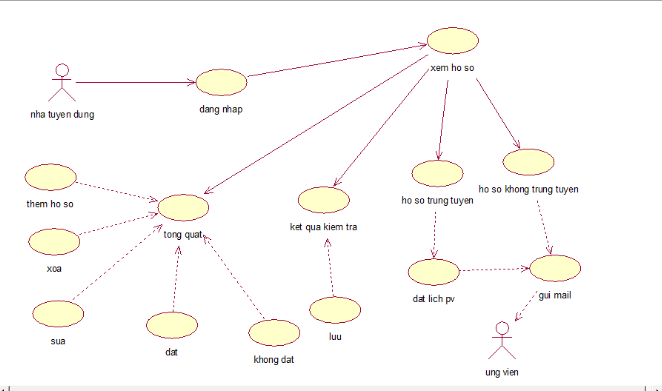 xem ho so
nha tuyen dung
dang nhap
them ho so
tong quat
ket qua kiem tra
ho so trung tuyen
ho so khong trung tuyen
xoa
sua
dat
khong dat
luu
dat lich pv
gui mail
ung vien